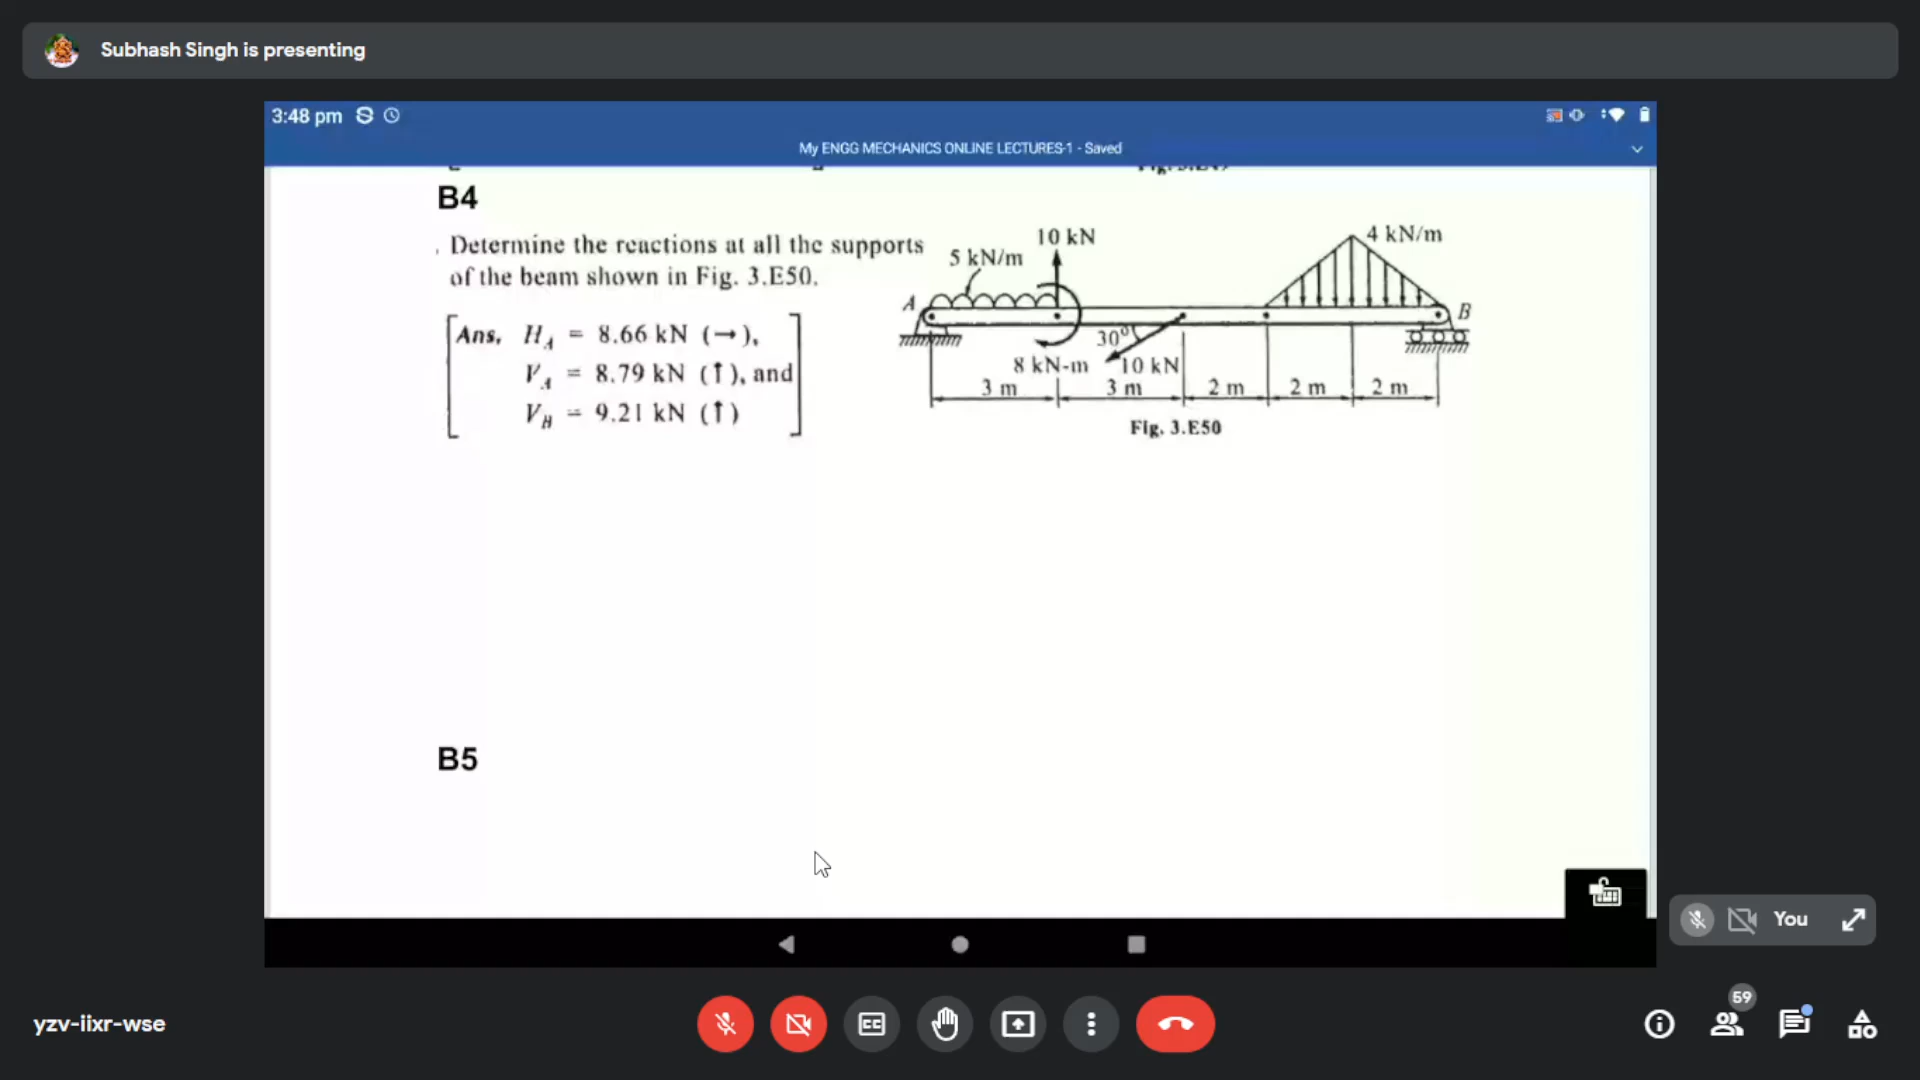 Subhash Singh is presenting
3:48 pm
My ENGG MECHANICS ONLINE LECTURES-1 - Saved
B4
. Determine the reactions at all the supports
of the beam shown in Fig. 3.E50.
Ans. H_A = 8.66 kN (→),
V_A = 8.79 kN (↑), and
V_B = 9.21 kN (↑)
10 kN
4 kN/m
5 kN/m
A
B
30°
8 kN-m
10 kN
3 m
3 m
2 m
2 m
2 m
Fig. 3.E50
B5
You
yzv-iixr-wse
CC
59